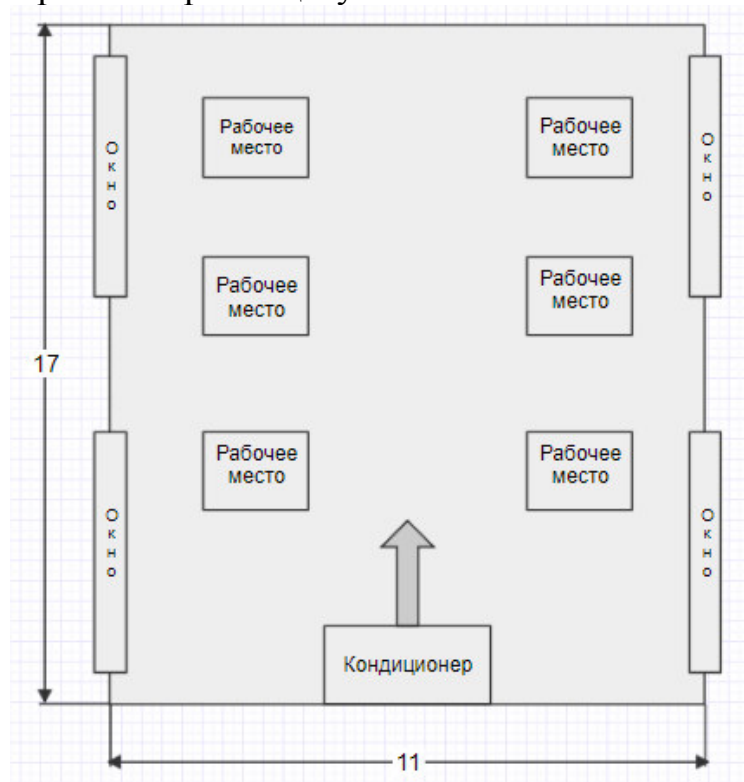 Рабочее
место
Рабочее
место
Окно
Окно
Рабочее
место
Рабочее
место
17
Рабочее
место
Рабочее
место
Окно
Окно
Кондиционер
11